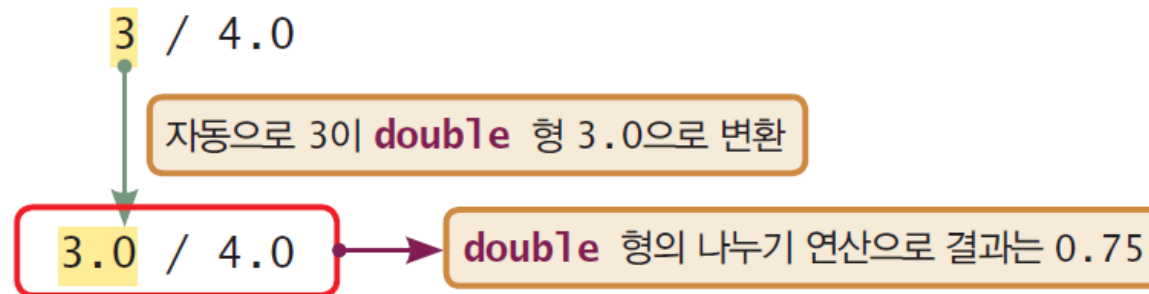 3 / 4.0
자동으로 3이 double 형 3.0으로 변환
3.0 / 4.0
double 형의 나누기 연산으로 결과는 0.75